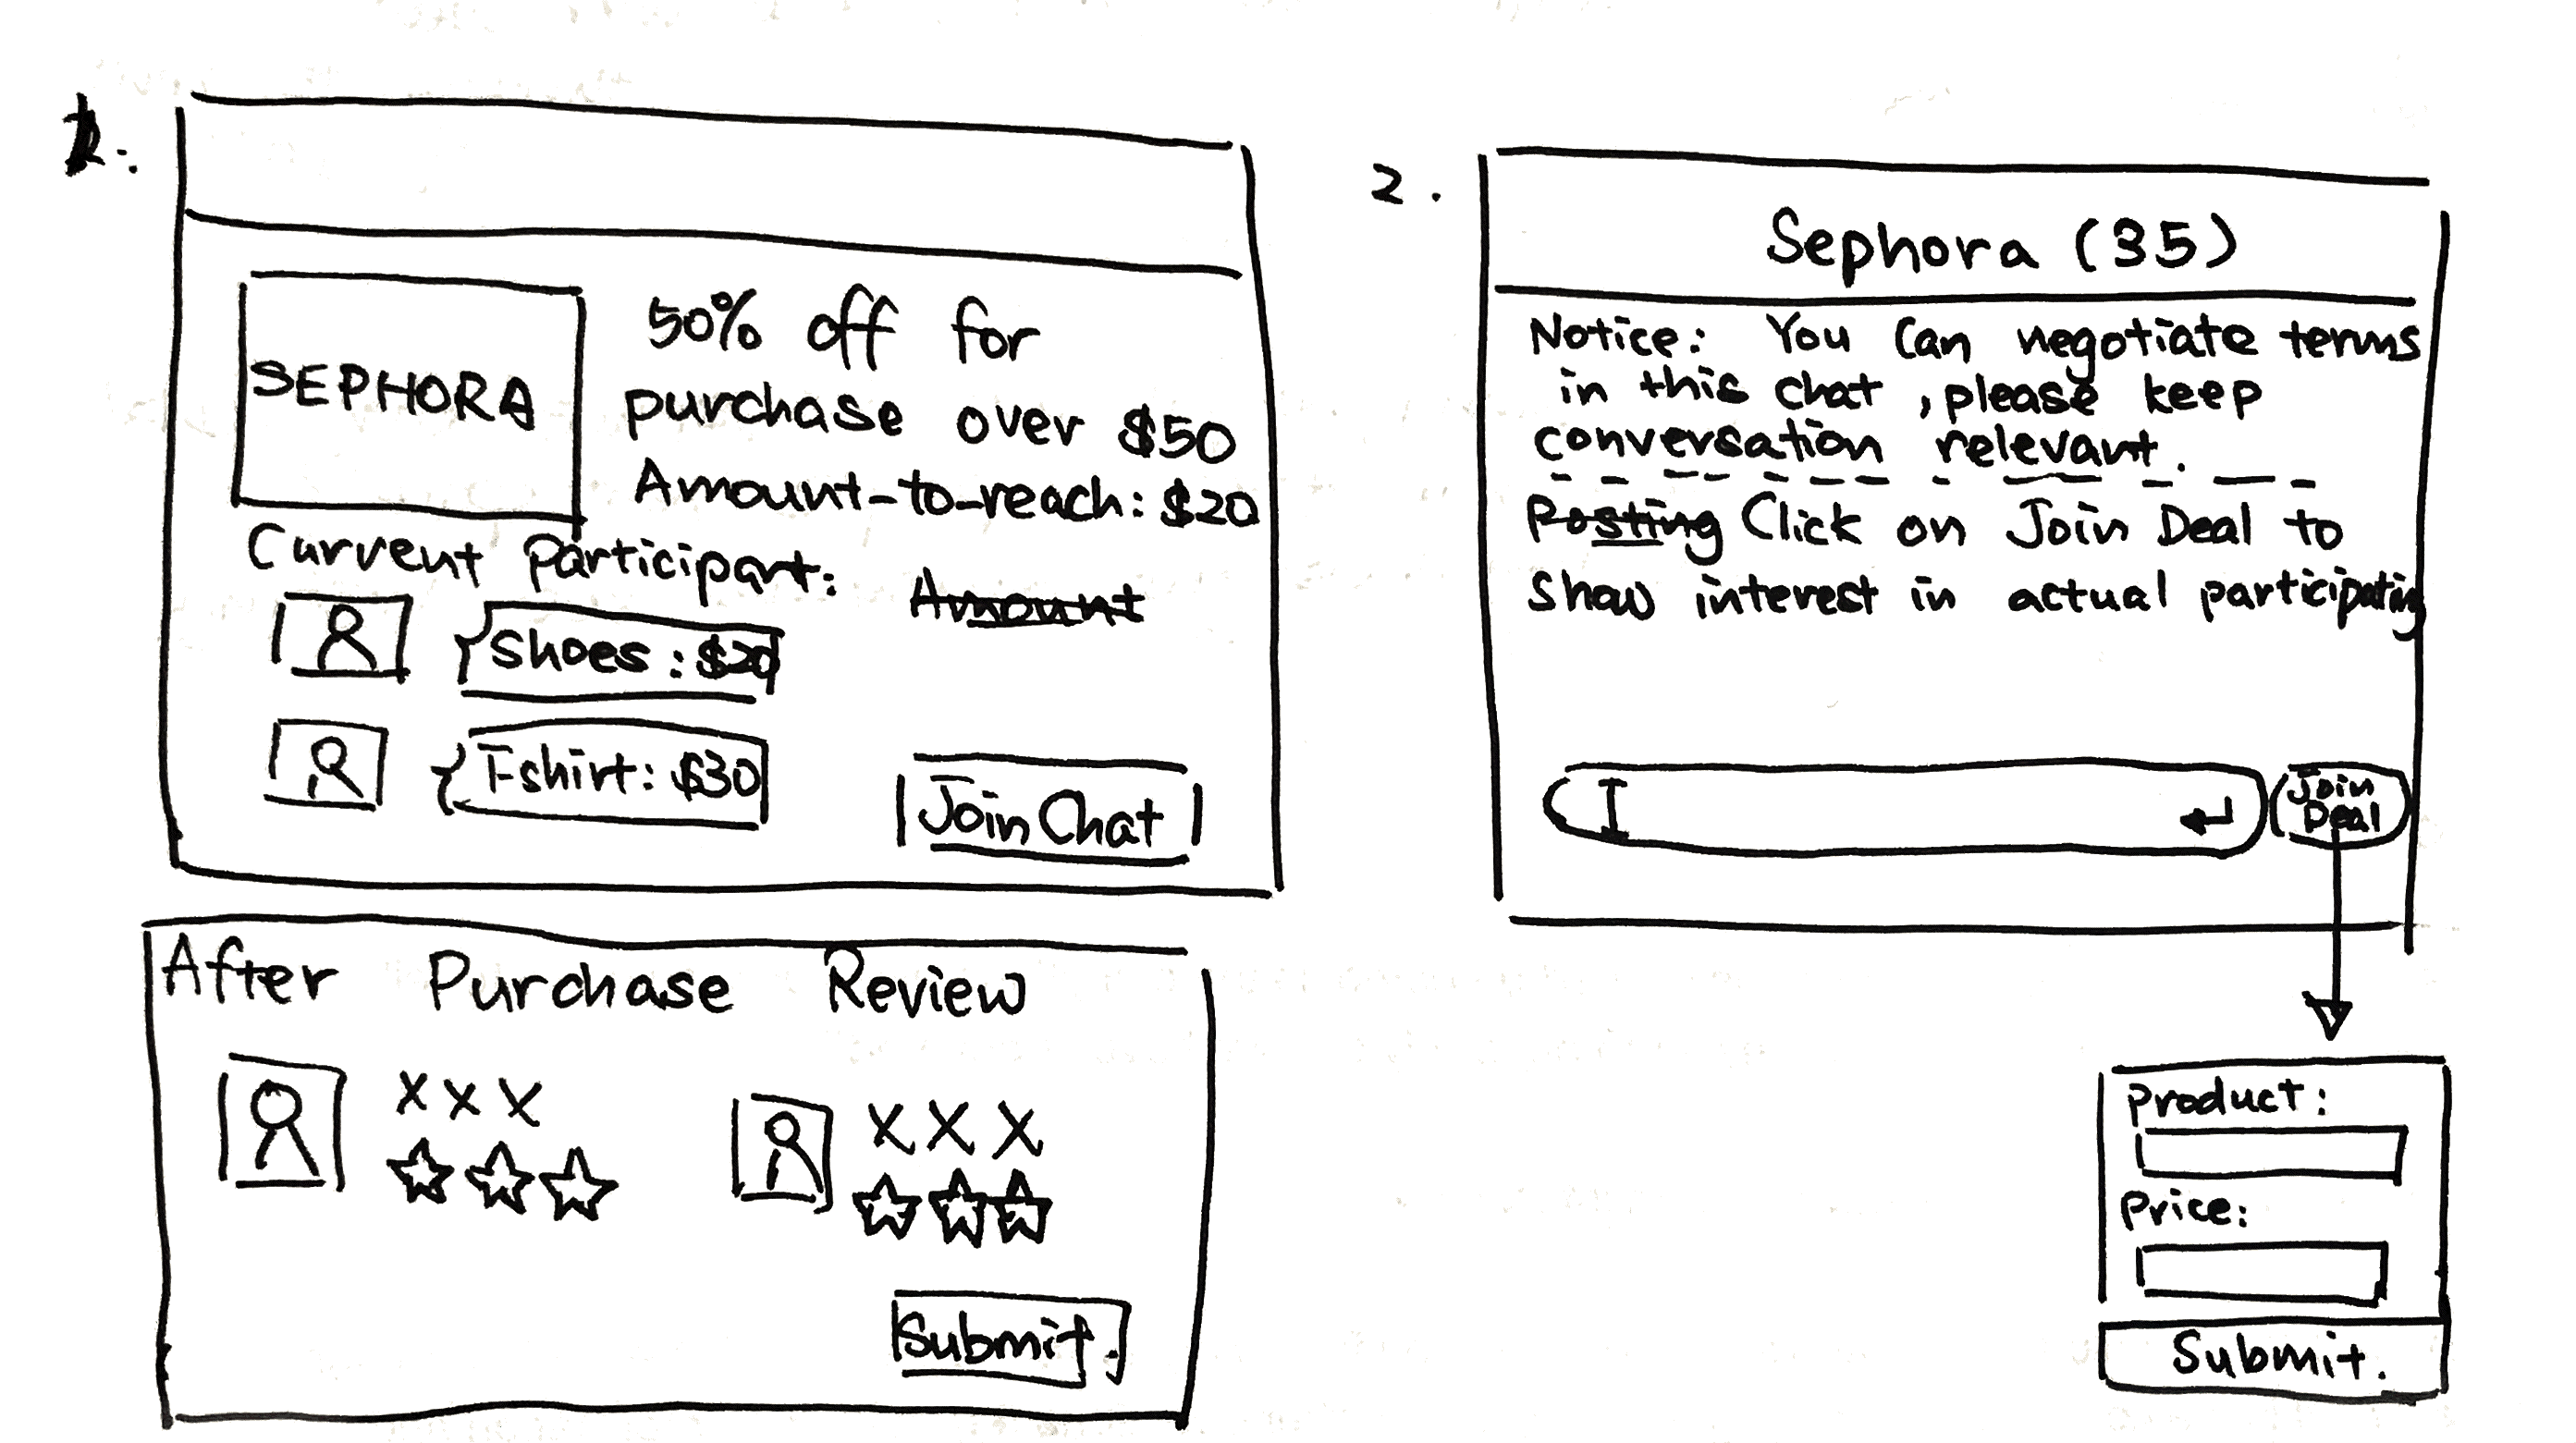 1.
SEPHORA
50% off for
purchase over $50
Amount-to-reach: $20
Current Participant:
Amount
Shoes: $20
T-shirt: $30
Join Chat
After Purchase Review
X X X
X X X
Submit.
2.
Sephora (35)
Notice: You can negotiate terms
in this chat, please keep
conversation relevant.
Posting Click on Join Deal to
show interest in actual participating
Join
Deal
Product:
Price:
Submit.